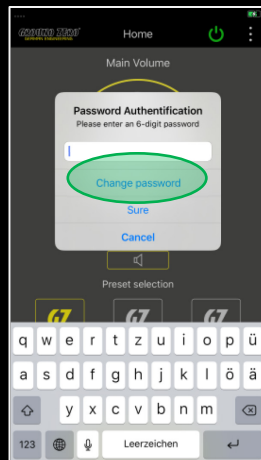 GROUND ZERO
Home
Main Volume
Password Authentification
Please enter an 6-digit password
Change password
Sure
Cancel
Preset selection
q w e r t z u i o p ü
a s d f g h j k l ö ä
y x c v b n m
123 Leerzeichen